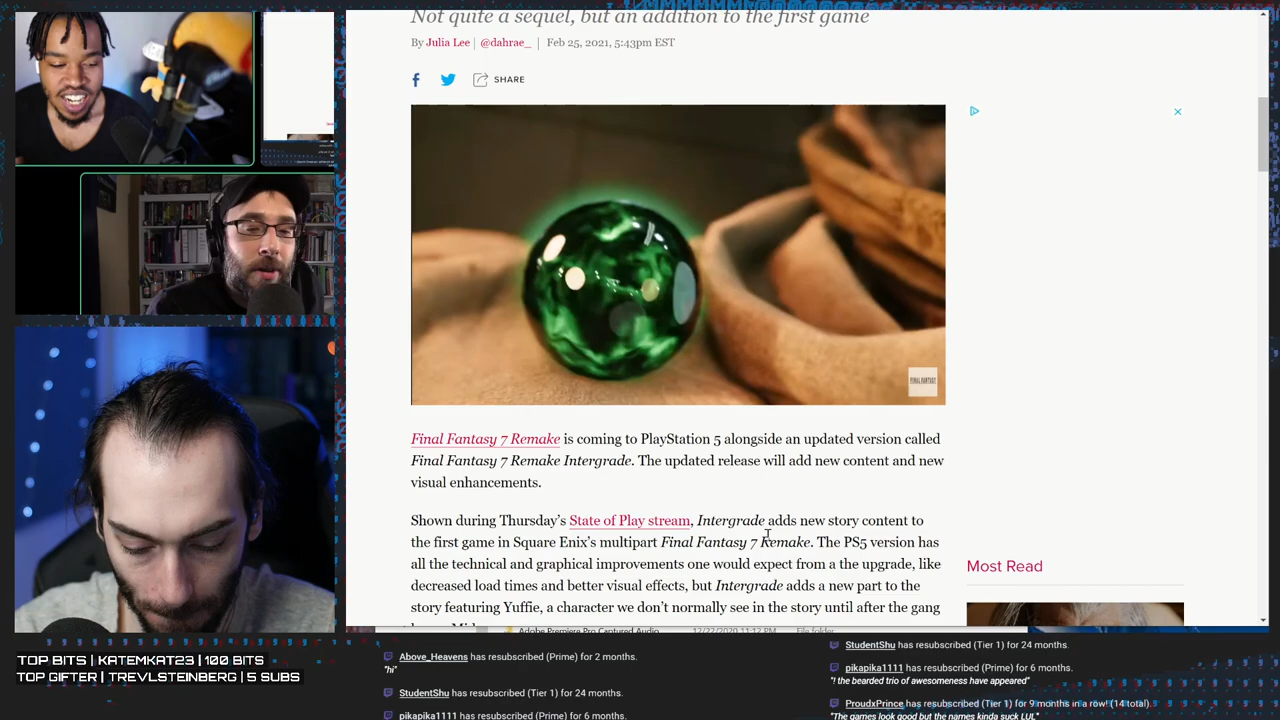 Not quite a sequel, but an addition to the first game
By Julia Lee | @dahrae_ | Feb 25, 2021, 5:43pm EST
SHARE
FINAL FANTASY
Final Fantasy 7 Remake is coming to PlayStation 5 alongside an updated version called
Final Fantasy 7 Remake Intergrade. The updated release will add new content and new
visual enhancements.
Shown during Thursday's State of Play stream, Intergrade adds new story content to
the first game in Square Enix's multipart Final Fantasy 7 Remake. The PS5 version has
all the technical and graphical improvements one would expect from a the upgrade, like
decreased load times and better visual effects, but Intergrade adds a new part to the
story featuring Yuffie, a character we don't normally see in the story until after the gang
Most Read
Adobe Premiere Pro Captured Audio 12/22/2020 11:12 PM File folder
TOP BITS | KATEMKAT23 | 100 BITS
TOP GIFTER | TREVLSTEINBERG | 5 SUBS
Above_Heavens has resubscribed (Prime) for 2 months.
"hi"
StudentShu has resubscribed (Tier 1) for 24 months.
pikapika1111 has resubscribed (Prime) for 6 months.
StudentShu has resubscribed (Tier 1) for 24 months.
pikapika1111 has resubscribed (Prime) for 6 months.
"! the bearded trio of awesomeness have appeared"
ProudxPrince has resubscribed (Tier 1) for 9 months in a row! (14 total).
"The games look good but the names kinda suck LUL"